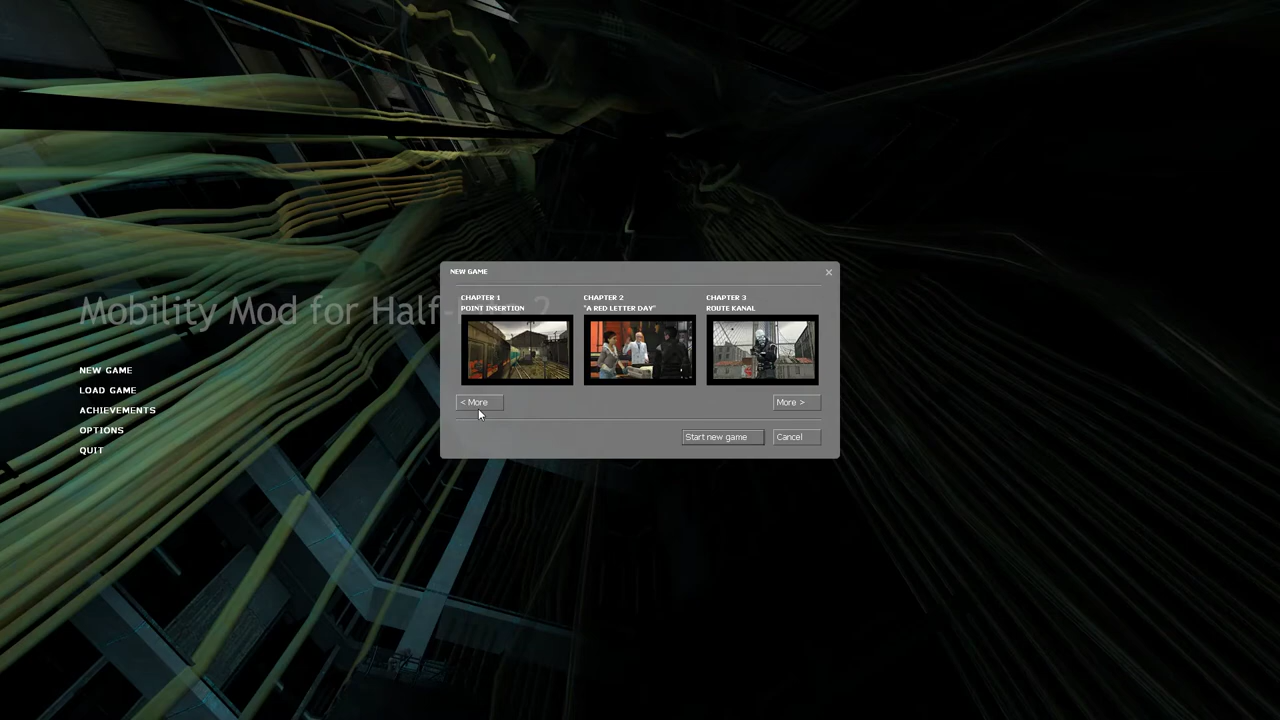 NEW GAME
CHAPTER 1
POINT INSERTION
CHAPTER 2
"A RED LETTER DAY"
CHAPTER 3
ROUTE KANAL
Mobility Mod for Half-
2
< More
More >
Start new game
Cancel
NEW GAME
LOAD GAME
ACHIEVEMENTS
OPTIONS
QUIT